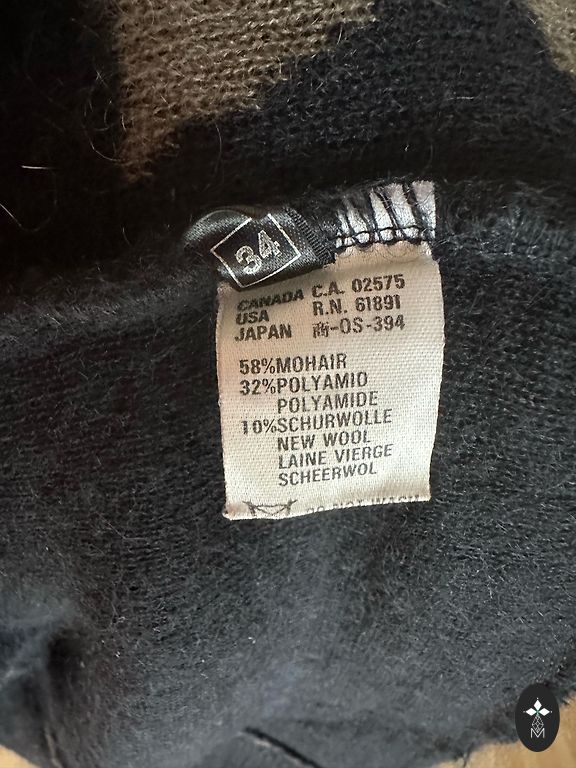 34
CANADA C.A. 02575
USA R.N. 61891
JAPAN 商-OS-394
58%MOHAIR
32%POLYAMID
POLYAMIDE
10%SCHURWOLLE
NEW WOOL
LAINE VIERGE
SCHEERWOL
M